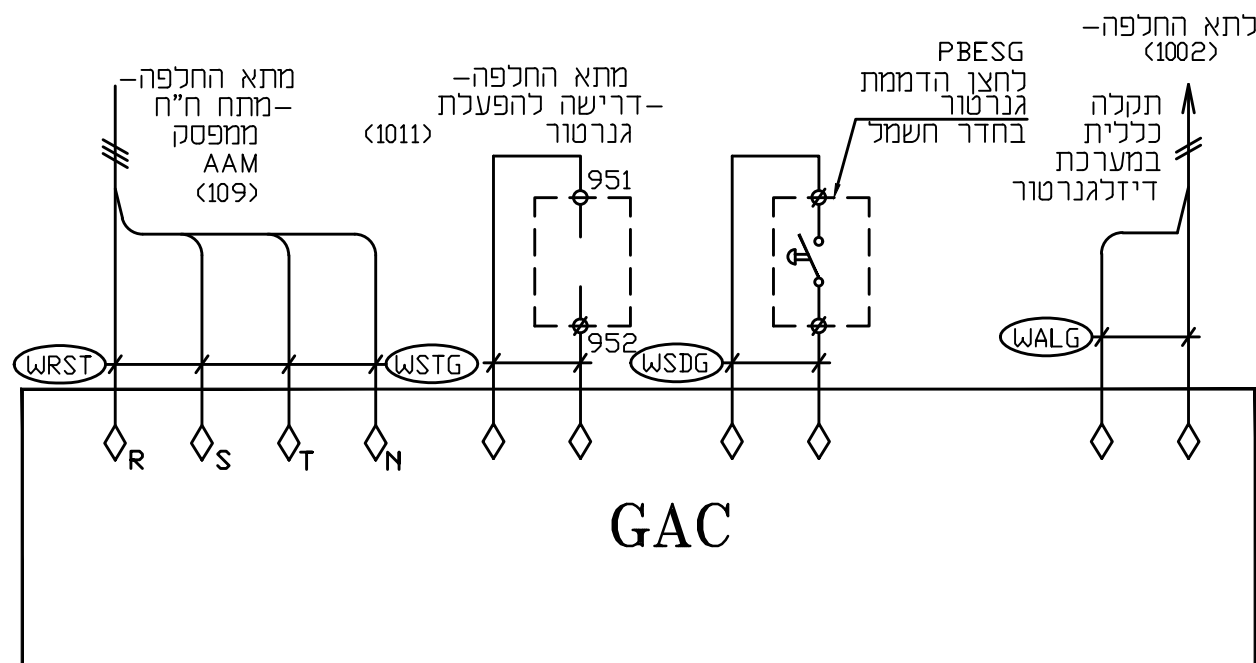 לתא החלפה-
(1002)
תקלה
כללית
במערכת
דיזלגנרטור
PBESG
לחצן הדממת
גנרטור
בחדר חשמל
מתא החלפה-
-דרישה להפעלת
גנרטור
(1011)
מתא החלפה-
-מתח ח"ח
ממפסק
AAM
(109)
951
952
WRST
WSTG
WSDG
WALG
R
S
T
N
GAC